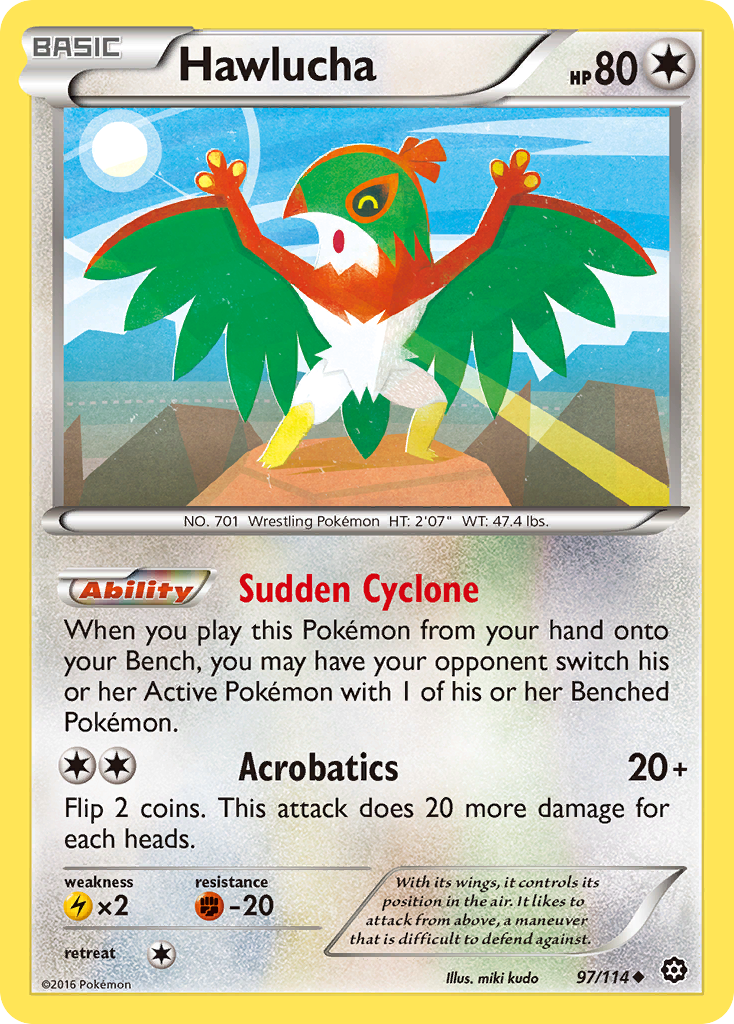 BASIC
Hawlucha
HP 80
NO. 701 Wrestling Pokémon HT: 2'07" WT: 47.4 lbs.
Ability Sudden Cyclone
When you play this Pokémon from your hand onto
your Bench, you may have your opponent switch his
or her Active Pokémon with 1 of his or her Benched
Pokémon.
Acrobatics 20+
Flip 2 coins. This attack does 20 more damage for
each heads.
weakness resistance
×2 -20
retreat
With its wings, it controls its
position in the air. It likes to
attack from above, a maneuver
that is difficult to defend against.
©2016 Pokémon
Illus. miki kudo 97/114